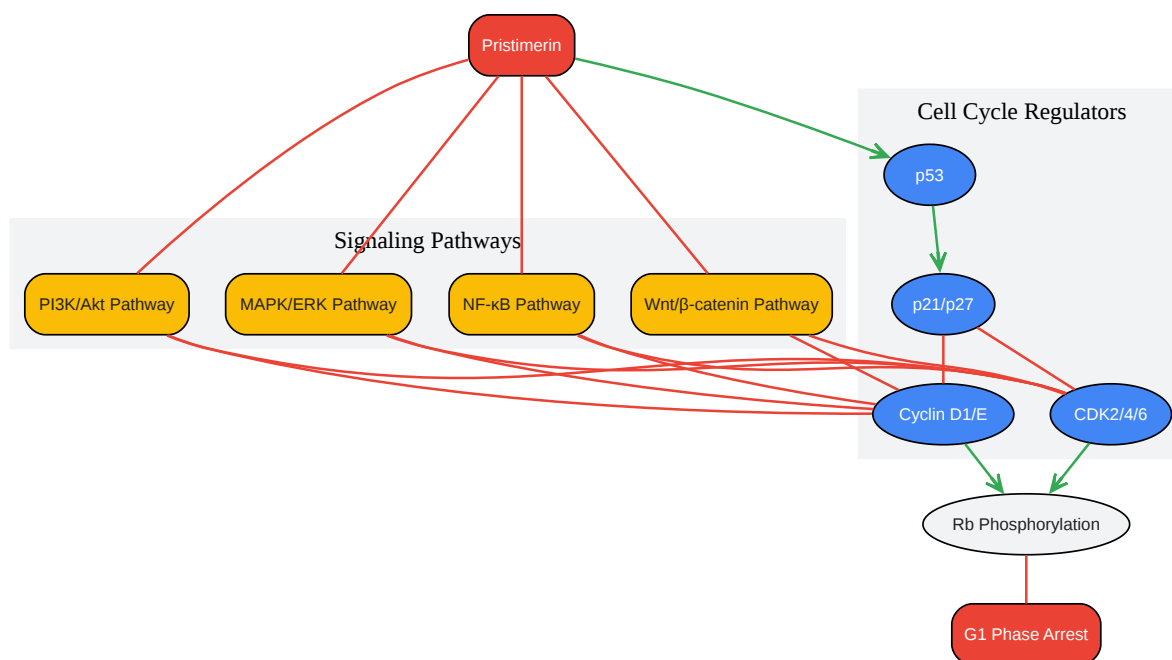 Pristimerin
Cell Cycle Regulators
p53
Signaling Pathways
PI3K/Akt Pathway
MAPK/ERK Pathway
NF-κB Pathway
Wnt/β-catenin Pathway
p21/p27
Cyclin D1/E
CDK2/4/6
Rb Phosphorylation
G1 Phase Arrest